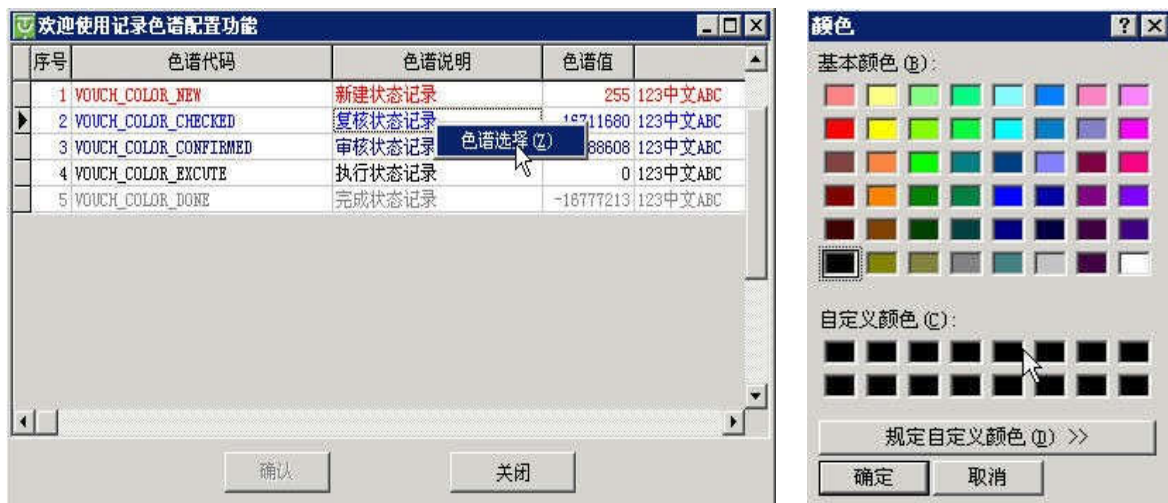 欢迎使用记录色谱配置功能
序号 色谱代码 色谱说明 色谱值
1 VOUCH_COLOR_NEW 新建状态记录 255 123中文ABC
2 VOUCH_COLOR_CHECKED 复核状态记录 16711680 123中文ABC
3 VOUCH_COLOR_CONFIRMED 审核状态记录 88608 123中文ABC
色谱选择(Z)
4 VOUCH_COLOR_EXCUTE 执行状态记录 0 123中文ABC
5 VOUCH_COLOR_DONE 完成状态记录 -16777213 123中文ABC
确认 关闭
颜色
基本颜色(B):
自定义颜色(C):
规定自定义颜色(D) >>
确定 取消